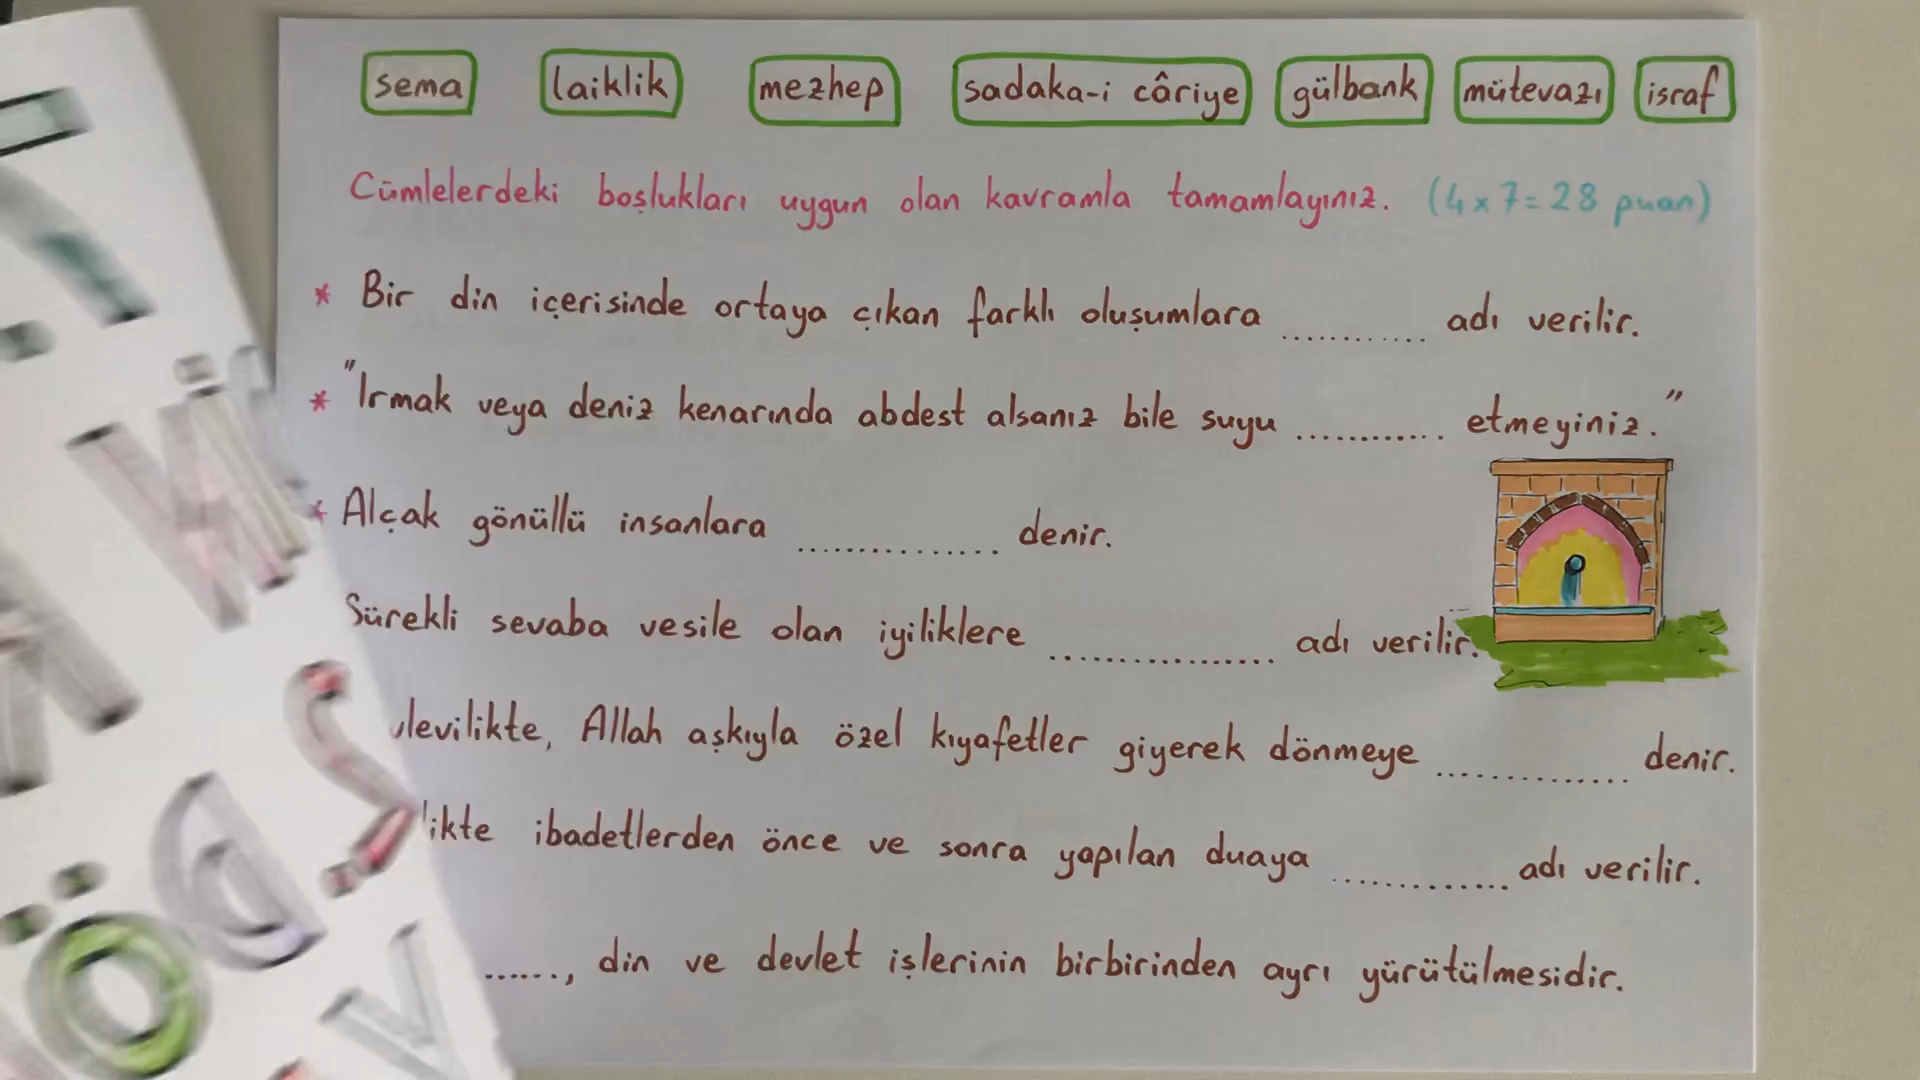 sema laiklik mezhep sadaka-i câriye gülbank mütevazı israf
Cümlelerdeki boşlukları uygun olan kavramla tamamlayınız. (4x7=28 puan)
* Bir din içerisinde ortaya çıkan farklı oluşumlara ............ adı verilir.
* "Irmak veya deniz kenarında abdest alsanız bile suyu ............ etmeyiniz."
* Alçak gönüllü insanlara ............... denir.
Sürekli sevaba vesile olan iyiliklere ................. adı verilir.
vlevilikte, Allah aşkıyla özel kıyafetler giyerek dönmeye .............. denir.
likte ibadetlerden önce ve sonra yapılan duaya ............. adı verilir.
......, din ve devlet işlerinin birbirinden ayrı yürütülmesidir.